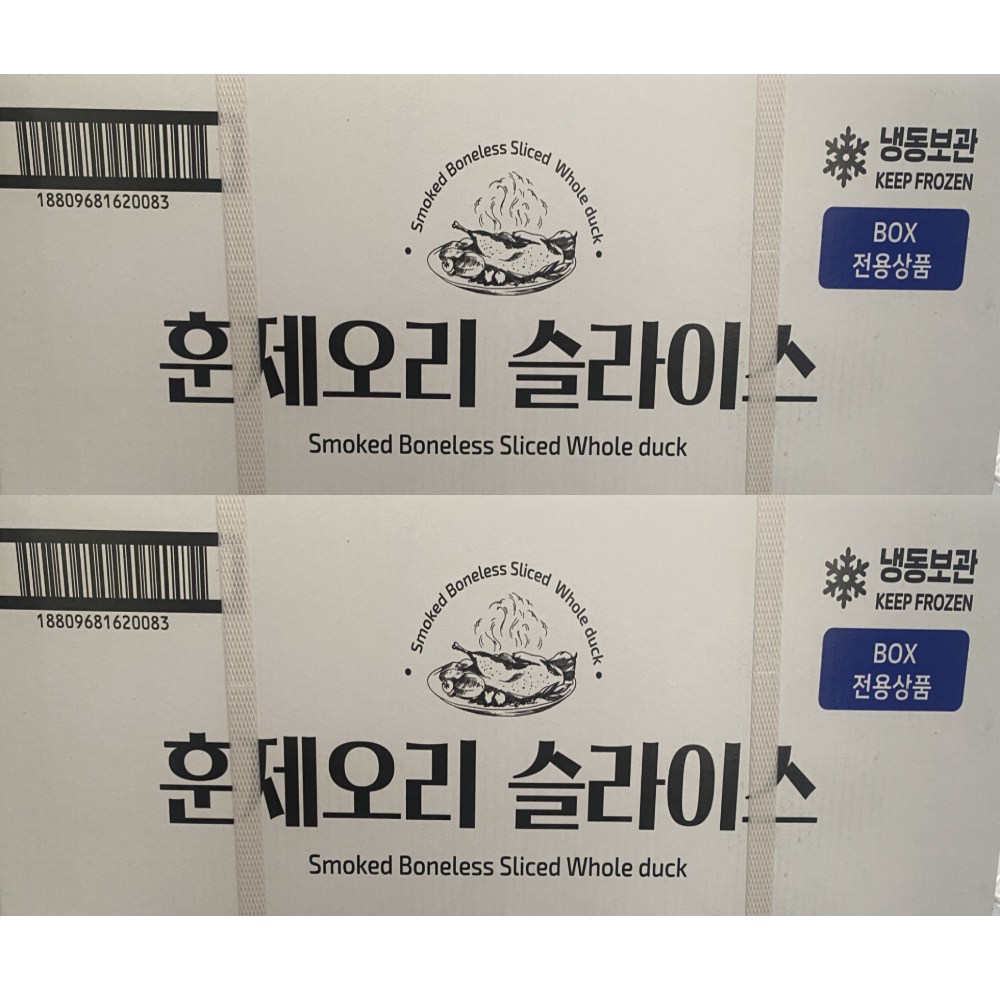 18809681620083
Smoked Boneless Sliced Whole duck
냉동보관
KEEP FROZEN
BOX
전용상품
훈제오리 슬라이스
Smoked Boneless Sliced Whole duck
18809681620083
Smoked Boneless Sliced Whole duck
냉동보관
KEEP FROZEN
BOX
전용상품
훈제오리 슬라이스
Smoked Boneless Sliced Whole duck